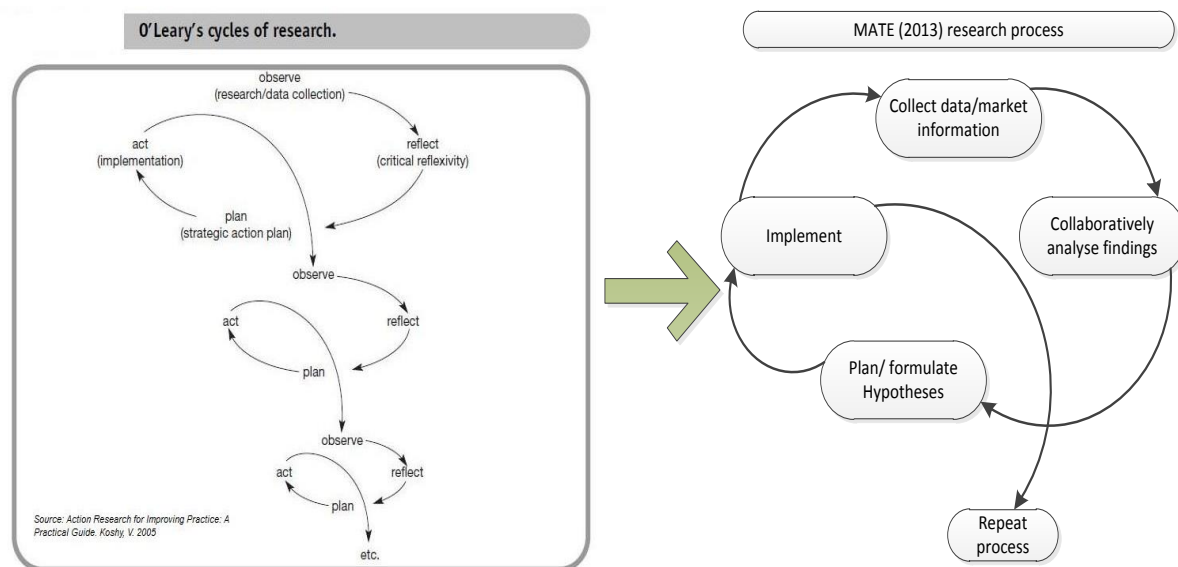 O'Leary's cycles of research.
observe
(research/data collection)
act
(implementation)
reflect
(critical reflexivity)
plan
(strategic action plan)
observe
act
reflect
plan
observe
act
reflect
plan
etc.
Source: Action Research for Improving Practice: A
Practical Guide. Koshy, V. 2005
MATE (2013) research process
Collect data/market
information
Implement
Collaboratively
analyse findings
Plan/ formulate
Hypotheses
Repeat
process